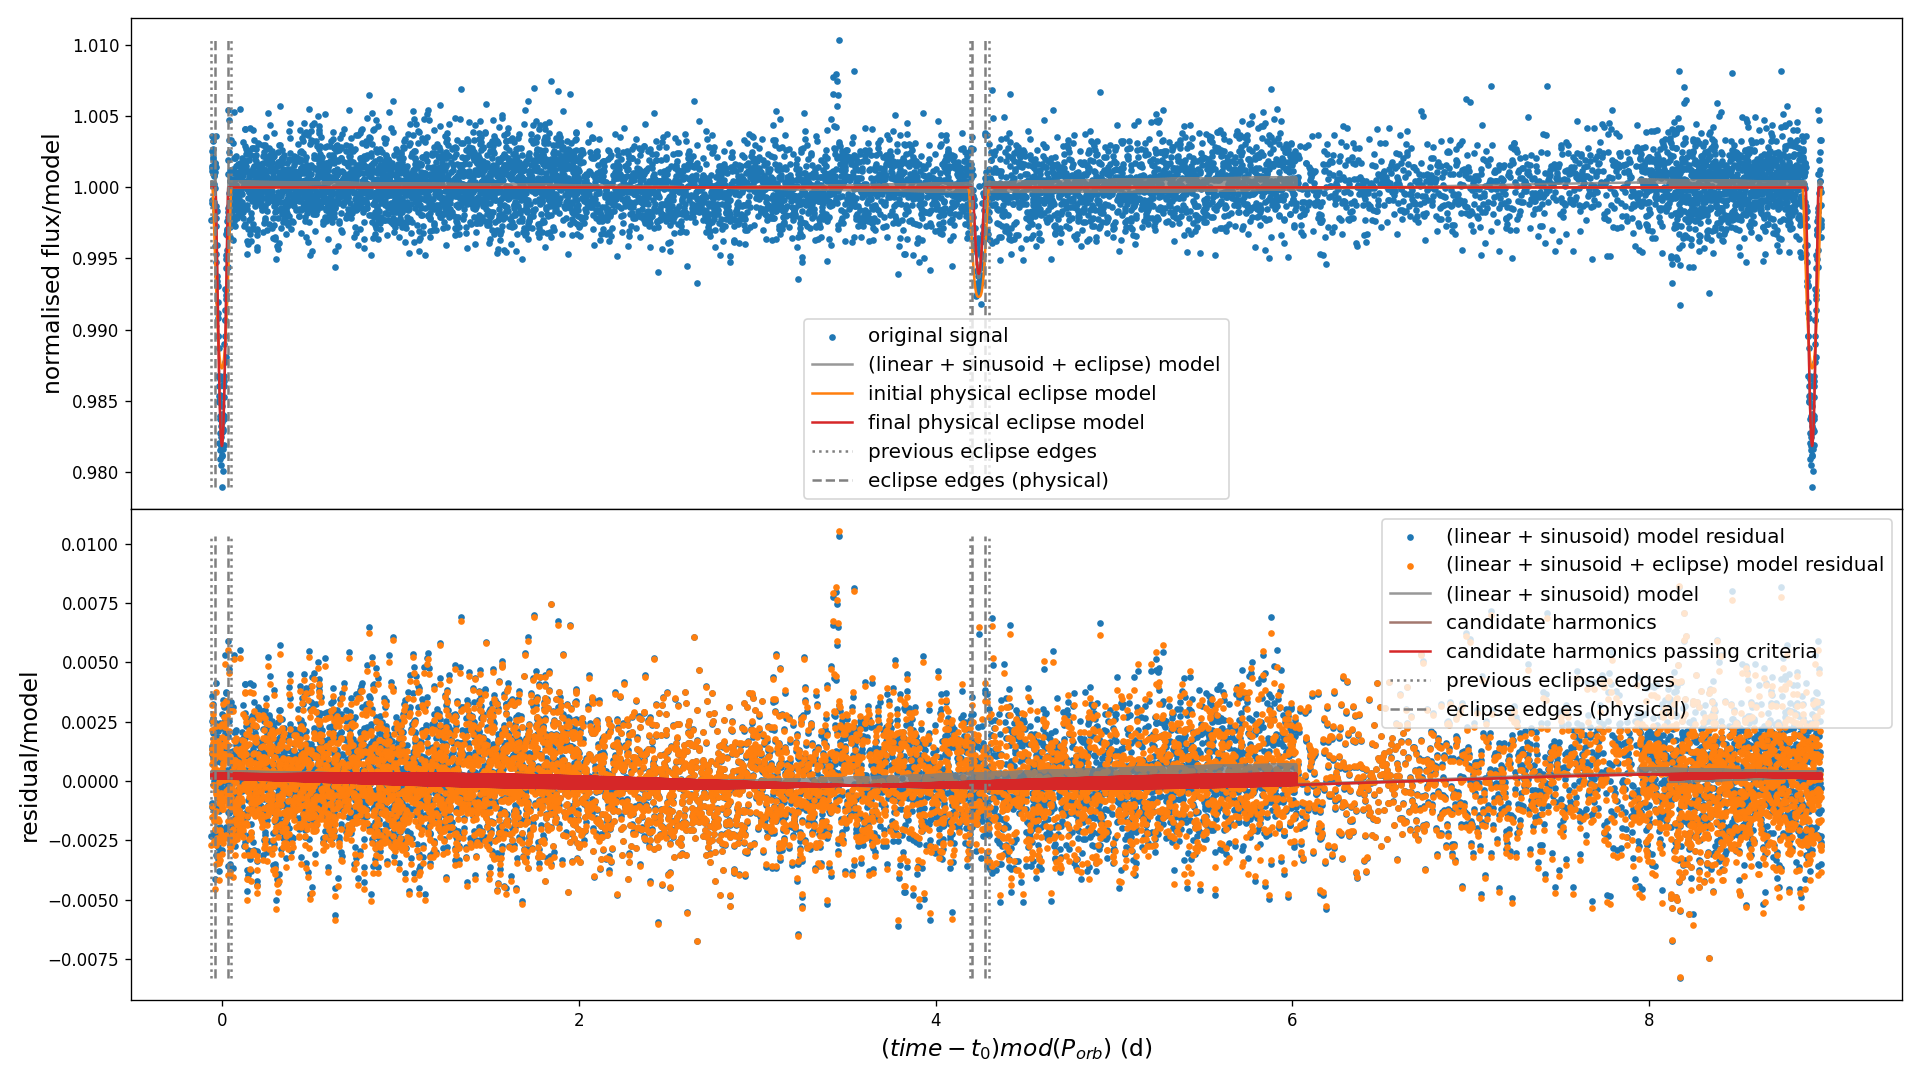 1.010
1.005
1.000
0.995
0.990
0.985
0.980
normalised flux/model
original signal
(linear + sinusoid + eclipse) model
initial physical eclipse model
final physical eclipse model
previous eclipse edges
eclipse edges (physical)
0.0100
0.0075
0.0050
0.0025
0.0000
−0.0025
−0.0050
−0.0075
residual/model
(linear + sinusoid) model residual
(linear + sinusoid + eclipse) model residual
(linear + sinusoid) model
candidate harmonics
candidate harmonics passing criteria
previous eclipse edges
eclipse edges (physical)
0 2 4 6 8
(time − t₀)mod(P_orb) (d)